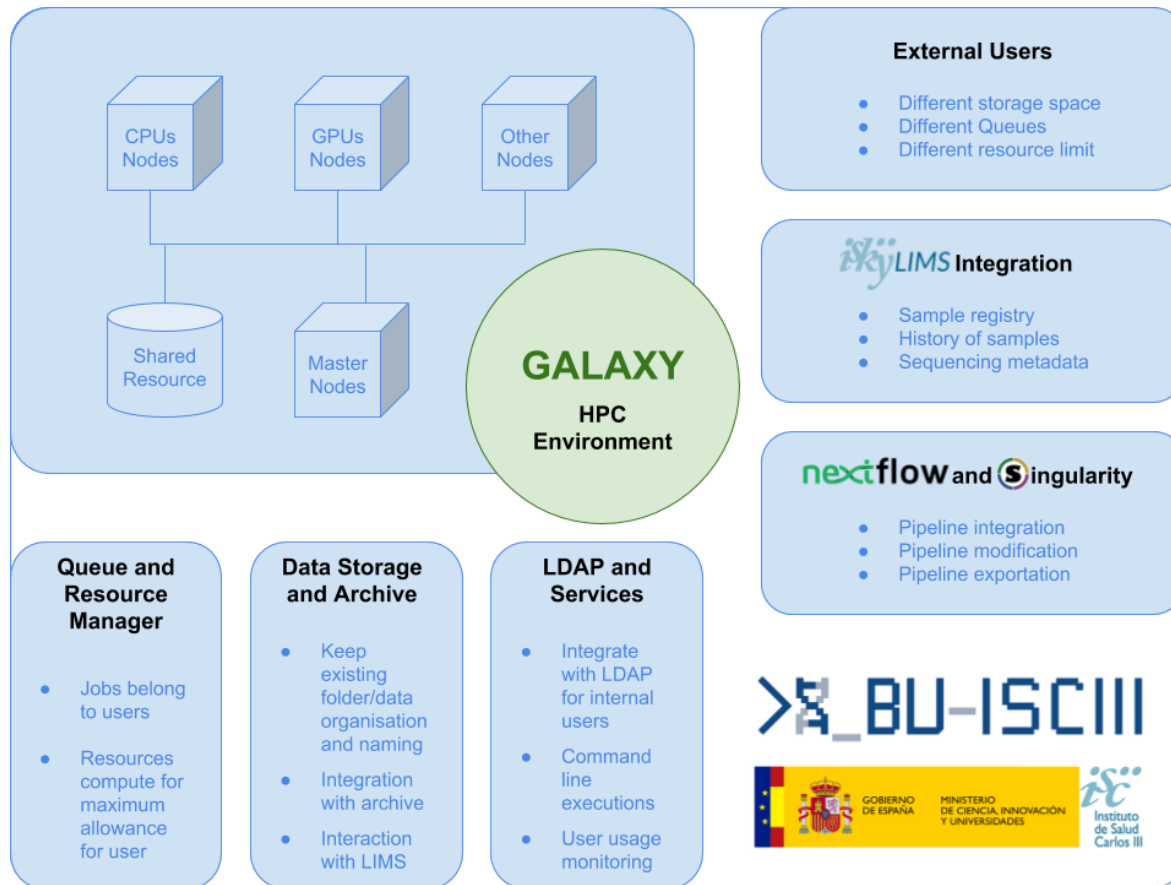 CPUs
Nodes
GPUs
Nodes
Other
Nodes
Shared
Resource
Master
Nodes
GALAXY
HPC
Environment
External Users
● Different storage space
● Different Queues
● Different resource limit
iSkyLIMS Integration
● Sample registry
● History of samples
● Sequencing metadata
nextflow and Singularity
● Pipeline integration
● Pipeline modification
● Pipeline exportation
Queue and
Resource
Manager
● Jobs belong
to users
● Resources
compute for
maximum
allowance
for user
Data Storage
and Archive
● Keep
existing
folder/data
organisation
and naming
● Integration
with archive
● Interaction
with LIMS
LDAP and
Services
● Integrate
with LDAP
for internal
users
● Command
line
executions
● User usage
monitoring
>_BU-ISCIII
GOBIERNO
DE ESPAÑA
MINISTERIO
DE CIENCIA, INNOVACIÓN
Y UNIVERSIDADES
isciii
Instituto
de Salud
Carlos III